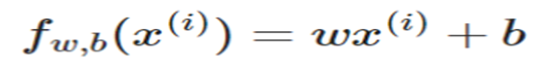 f_{w,b}(x^{(i)}) = wx^{(i)} + b